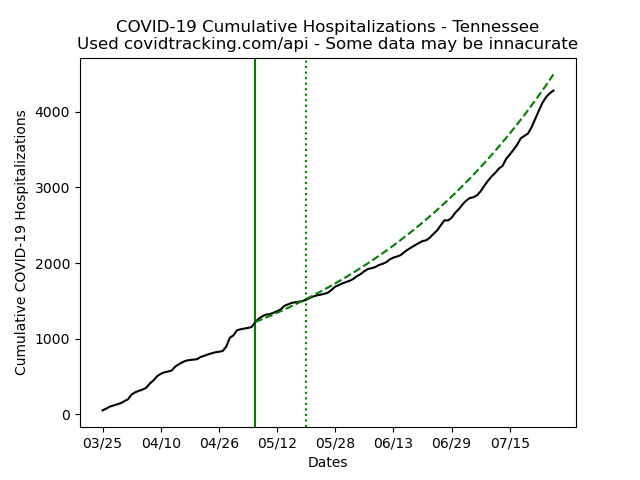 COVID-19 Cumulative Hospitalizations - Tennessee
Used covidtracking.com/api - Some data may be innacurate
Cumulative COVID-19 Hospitalizations
4000
3000
2000
1000
0
03/25 04/10 04/26 05/12 05/28 06/13 06/29 07/15
Dates